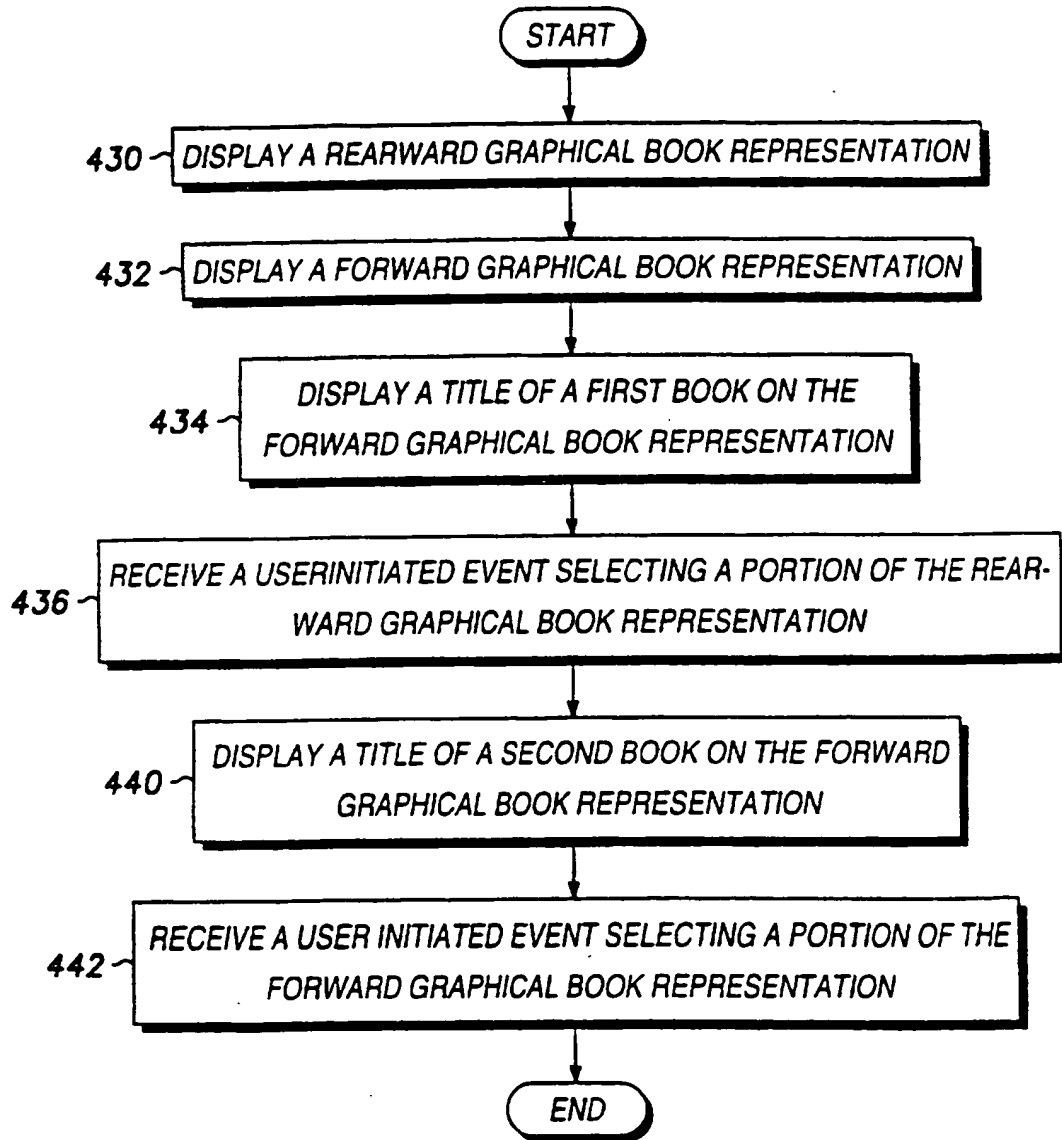 START
430 DISPLAY A REARWARD GRAPHICAL BOOK REPRESENTATION
432 DISPLAY A FORWARD GRAPHICAL BOOK REPRESENTATION
DISPLAY A TITLE OF A FIRST BOOK ON THE
434
FORWARD GRAPHICAL BOOK REPRESENTATION
RECEIVE A USERINITIATED EVENT SELECTING A PORTION OF THE REAR-
436
WARD GRAPHICAL BOOK REPRESENTATION
DISPLAY A TITLE OF A SECOND BOOK ON THE FORWARD
440
GRAPHICAL BOOK REPRESENTATION
RECEIVE A USER INITIATED EVENT SELECTING A PORTION OF THE
442
FORWARD GRAPHICAL BOOK REPRESENTATION
END